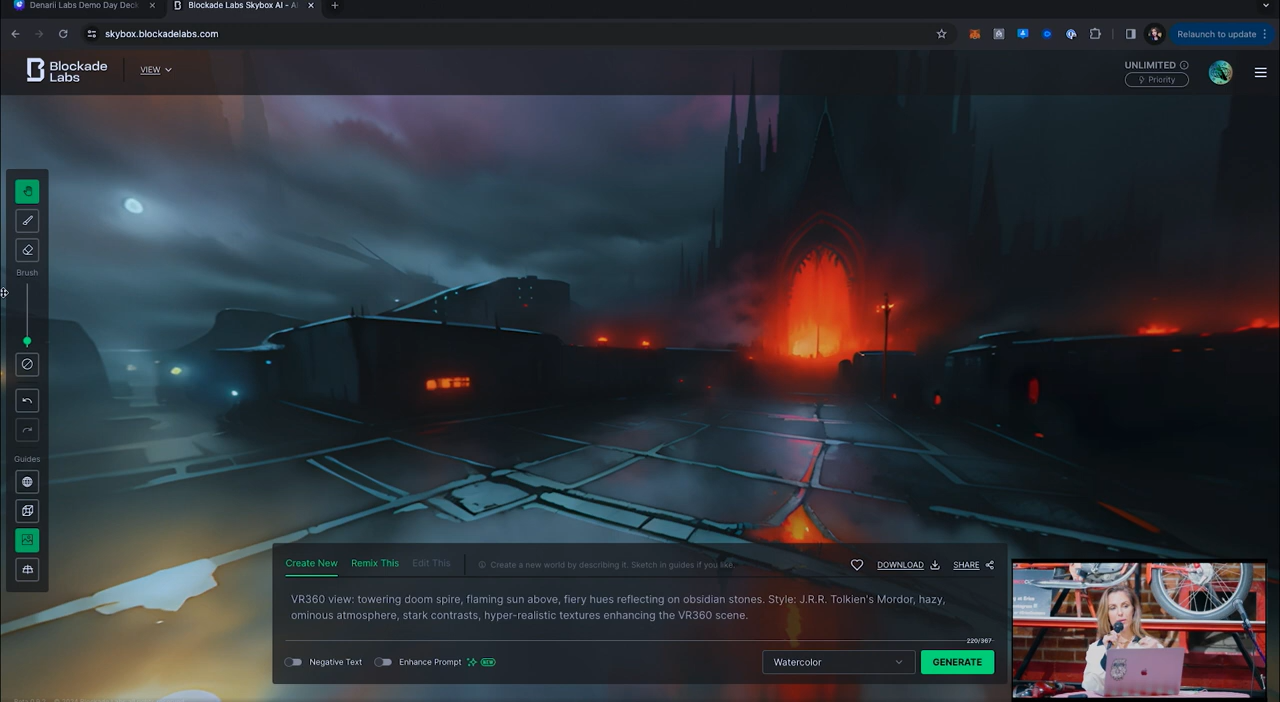 Denarii Labs Demo Day Deck
Blockade Labs Skybox AI - AI
skybox.blockadelabs.com
Relaunch to update
Blockade
Labs
VIEW
UNLIMITED
Priority
Brush
Guides
Create New
Remix This
Edit This
Create a new world by describing it. Sketch in guides if you like.
DOWNLOAD
SHARE
VR360 view: towering doom spire, flaming sun above, fiery hues reflecting on obsidian stones. Style: J.R.R. Tolkien's Mordor, hazy,
ominous atmosphere, stark contrasts, hyper-realistic textures enhancing the VR360 scene.
220/367
Negative Text
Enhance Prompt
NEW
Watercolor
GENERATE